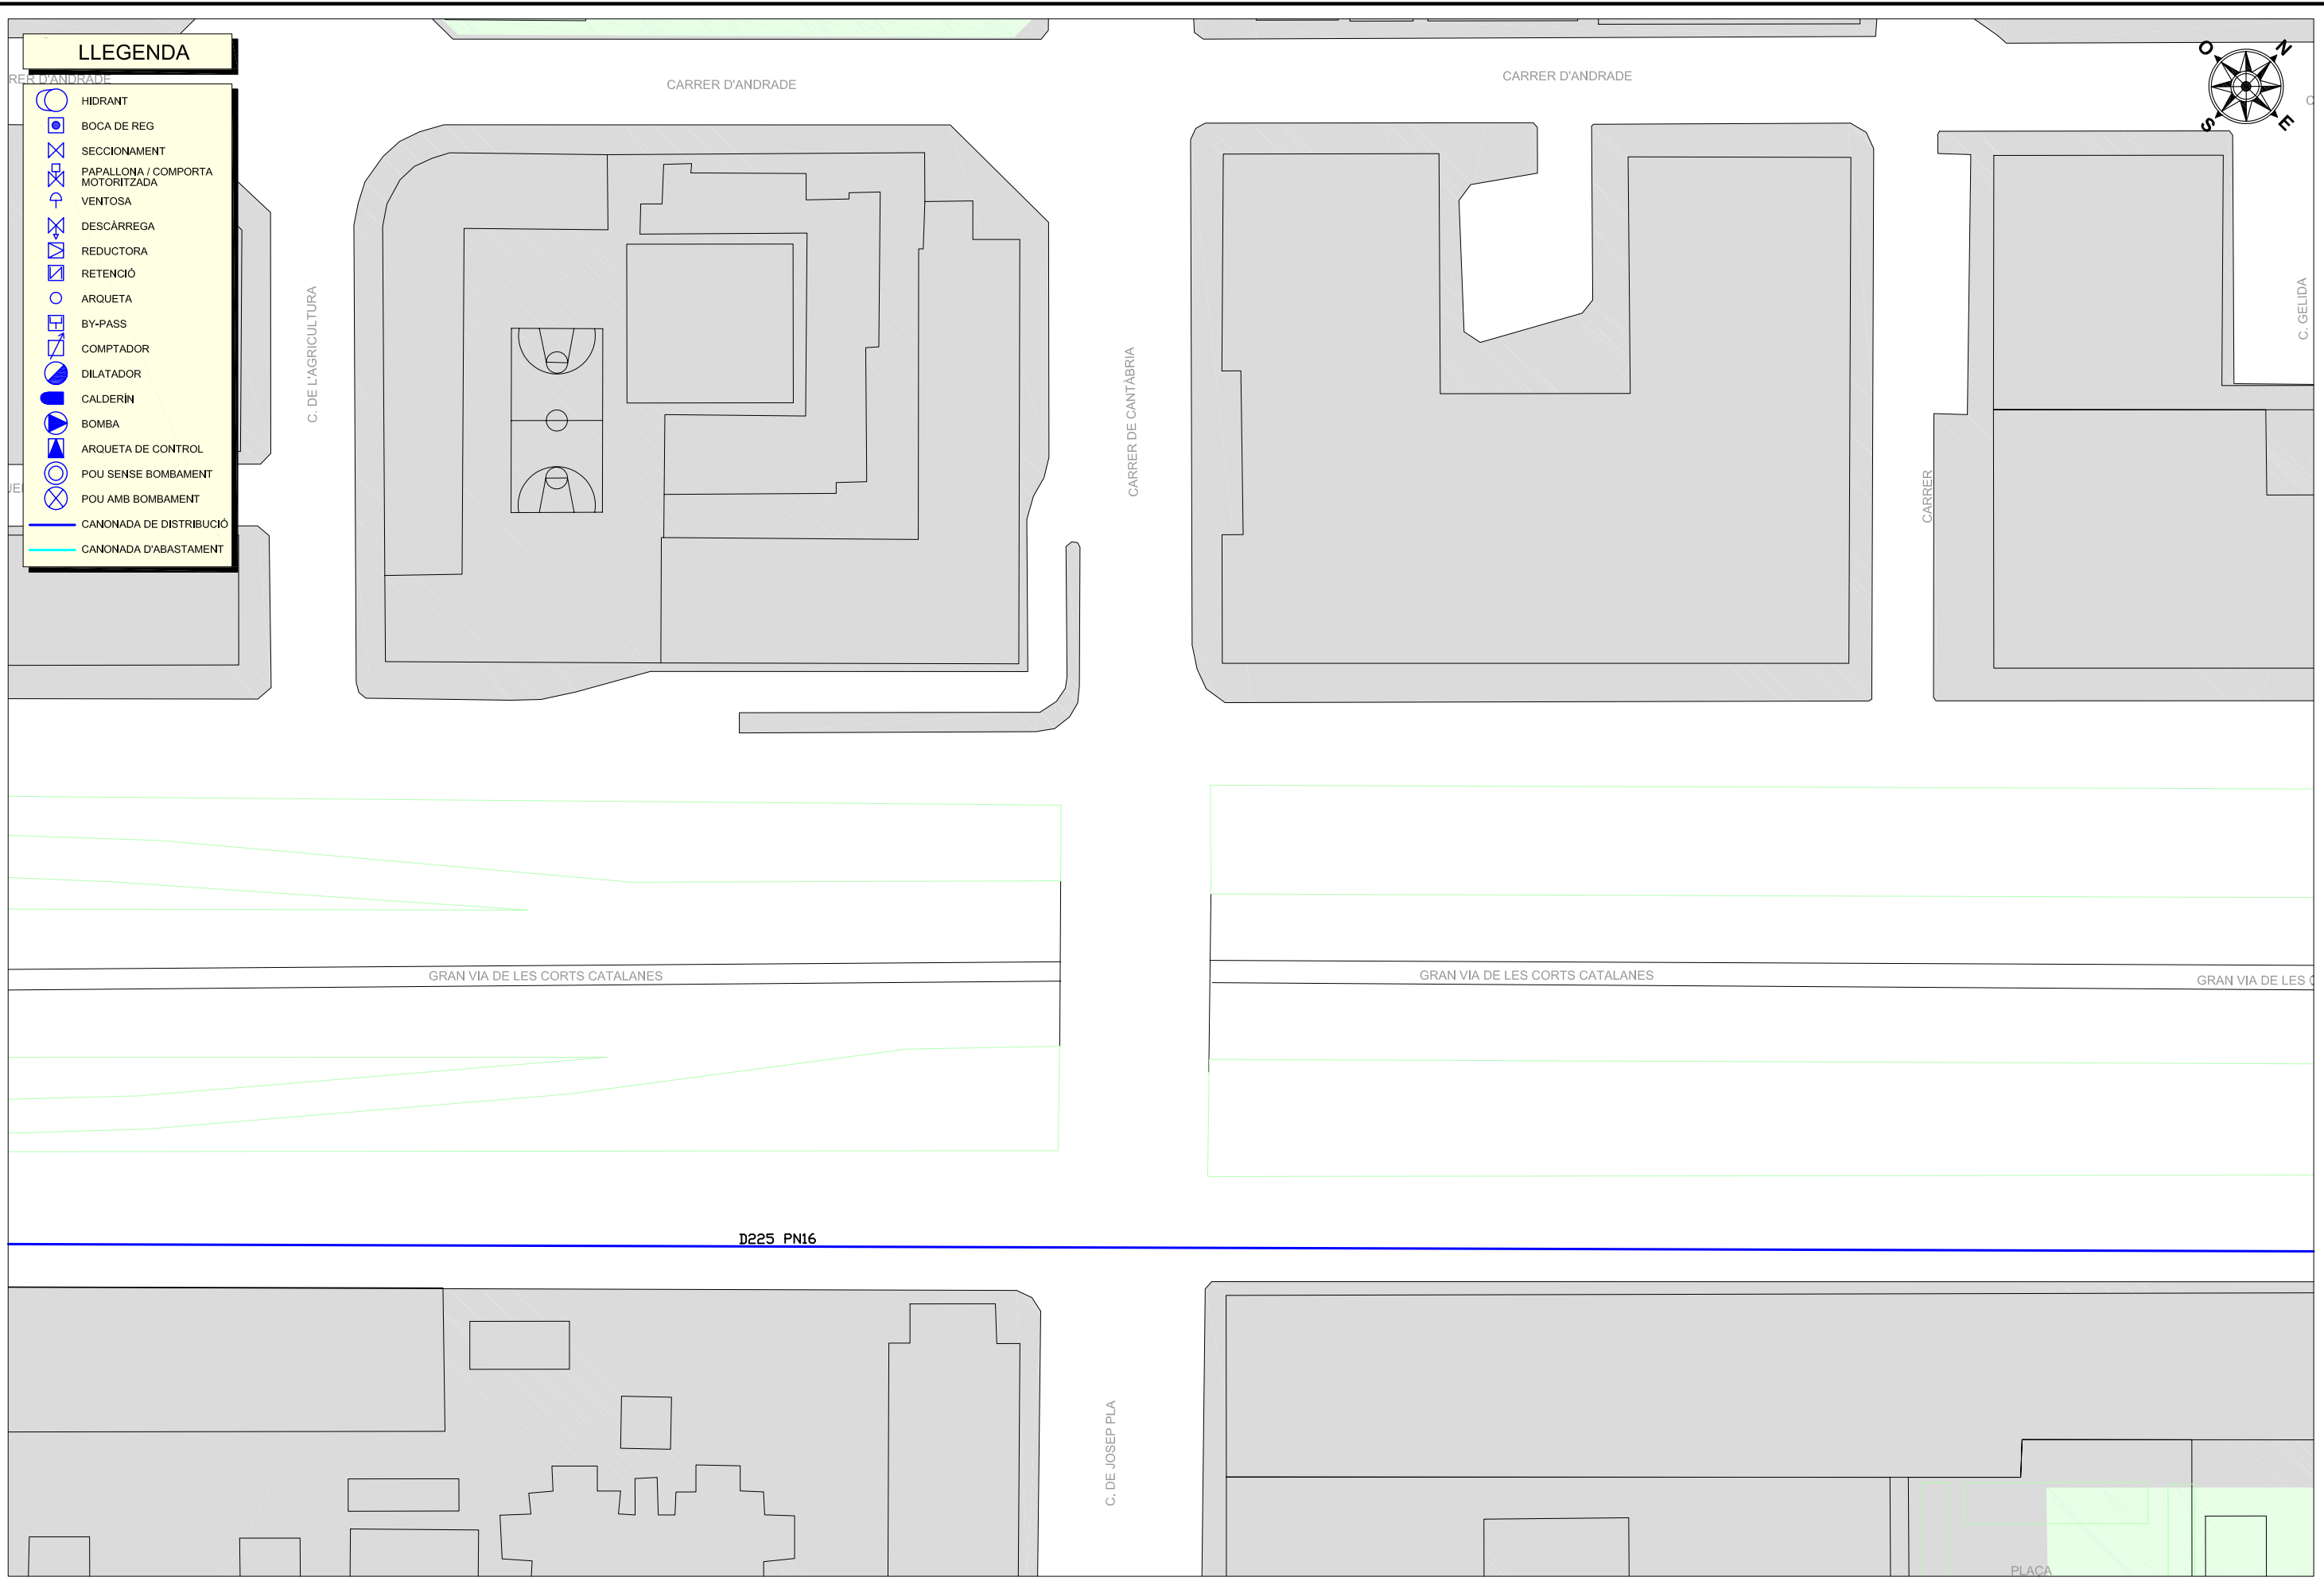 LLEGENDA
RER D'ANDRADE
HIDRANT
BOCA DE REG
SECCIONAMENT
PAPALLONA / COMPORTA
MOTORITZADA
VENTOSA
DESCÀRREGA
REDUCTORA
RETENCIÓ
ARQUETA
BY-PASS
COMPTADOR
DILATADOR
CALDERÍN
BOMBA
ARQUETA DE CONTROL
POU SENSE BOMBAMENT
POU AMB BOMBAMENT
CANONADA DE DISTRIBUCIÓ
CANONADA D'ABASTAMENT
CARRER D'ANDRADE
CARRER D'ANDRADE
O
N
S
E
C. DE L'AGRICULTURA
CARRER DE CANTÀBRIA
CARRER
C. GELIDA
GRAN VIA DE LES CORTS CATALANES
GRAN VIA DE LES CORTS CATALANES
GRAN VIA DE LES C
D225 PN16
C. DE JOSEP PLA
PLAÇA